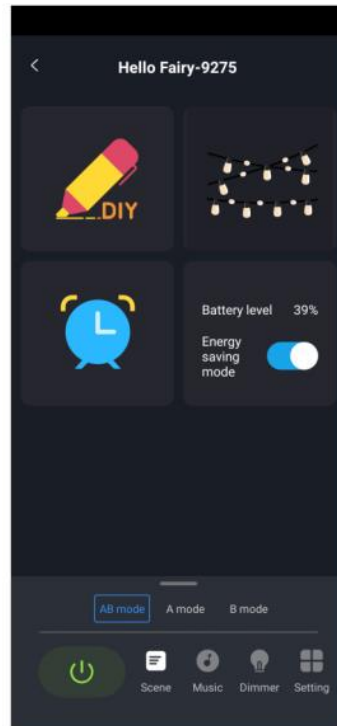 Hello Fairy-9275
DIY
Battery level 39%
Energy
saving
mode
AB mode A mode B mode
Scene Music Dimmer Setting